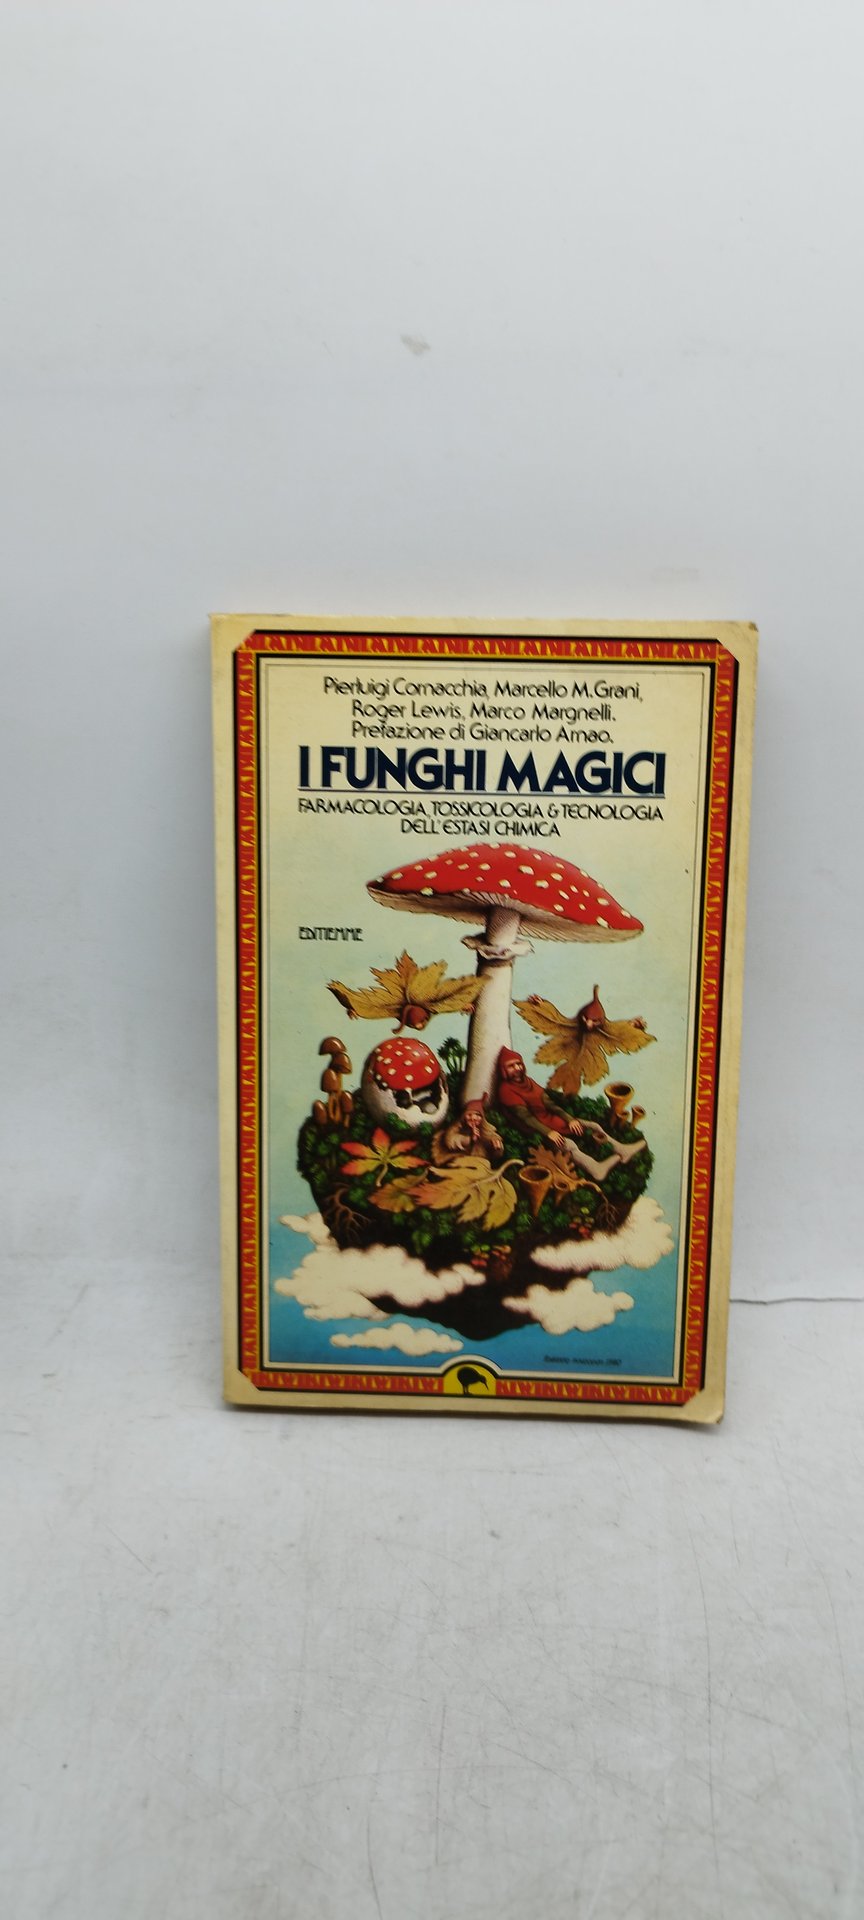 Pierluigi Cornacchia, Marcello M. Grani,
Roger Lewis, Marco Margnelli.
Prefazione di Giancarlo Arnao.
I FUNGHI MAGICI
FARMACOLOGIA, TOSSICOLOGIA & TECNOLOGIA
DELL'ESTASI CHIMICA
EDITIEMME